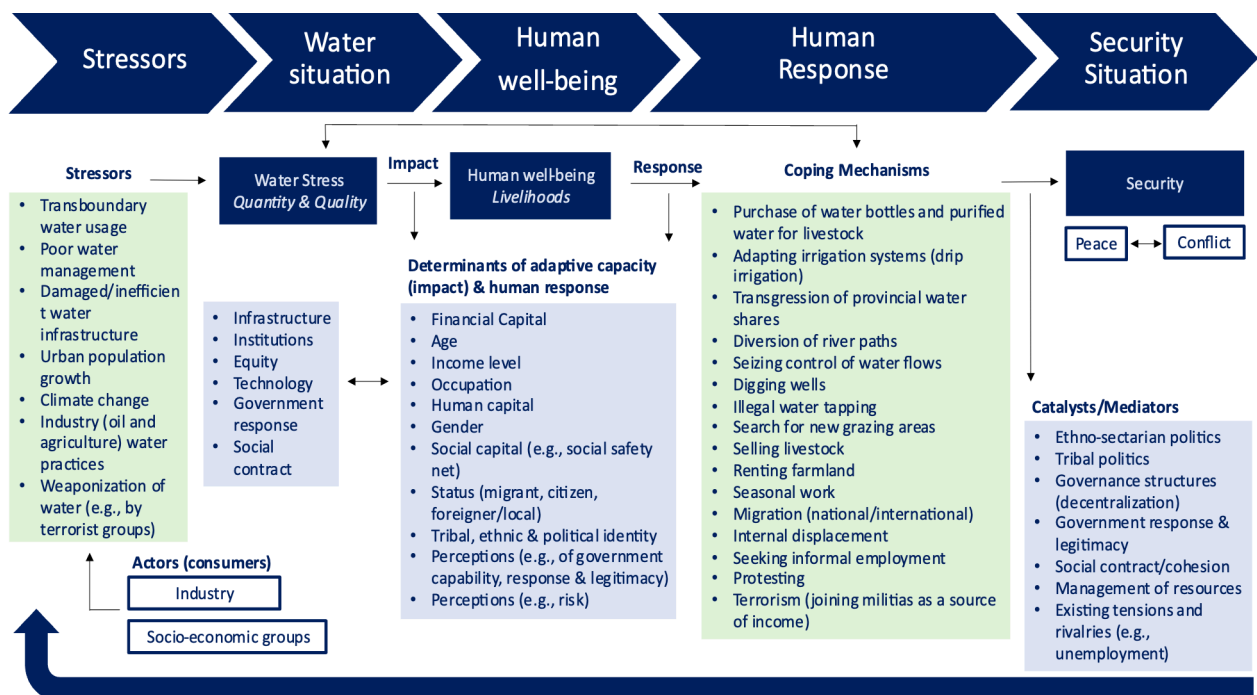 Stressors
Water
situation
Human
well-being
Human
Response
Security
Situation
Stressors
• Transboundary
water usage
• Poor water
management
• Damaged/inefficien
t water
infrastructure
• Urban population
growth
• Climate change
• Industry (oil and
agriculture) water
practices
• Weaponization of
water (e.g., by
terrorist groups)
Actors (consumers)
Industry
Socio-economic groups
Water Stress
Quantity & Quality
• Infrastructure
• Institutions
• Equity
• Technology
• Government
response
• Social
contract
Impact
Human well-being
Livelihoods
Response
Determinants of adaptive capacity
(impact) & human response
• Financial Capital
• Age
• Income level
• Occupation
• Human capital
• Gender
• Social capital (e.g., social safety
net)
• Status (migrant, citizen,
foreigner/local)
• Tribal, ethnic & political identity
• Perceptions (e.g., of government
capability, response & legitimacy)
• Perceptions (e.g., risk)
Coping Mechanisms
• Purchase of water bottles and purified
water for livestock
• Adapting irrigation systems (drip
irrigation)
• Transgression of provincial water
shares
• Diversion of river paths
• Seizing control of water flows
• Digging wells
• Illegal water tapping
• Search for new grazing areas
• Selling livestock
• Renting farmland
• Seasonal work
• Migration (national/international)
• Internal displacement
• Seeking informal employment
• Protesting
• Terrorism (joining militias as a source
of income)
Security
Peace
Conflict
Catalysts/Mediators
• Ethno-sectarian politics
• Tribal politics
• Governance structures
(decentralization)
• Government response &
legitimacy
• Social contract/cohesion
• Management of resources
• Existing tensions and
rivalries (e.g.,
unemployment)